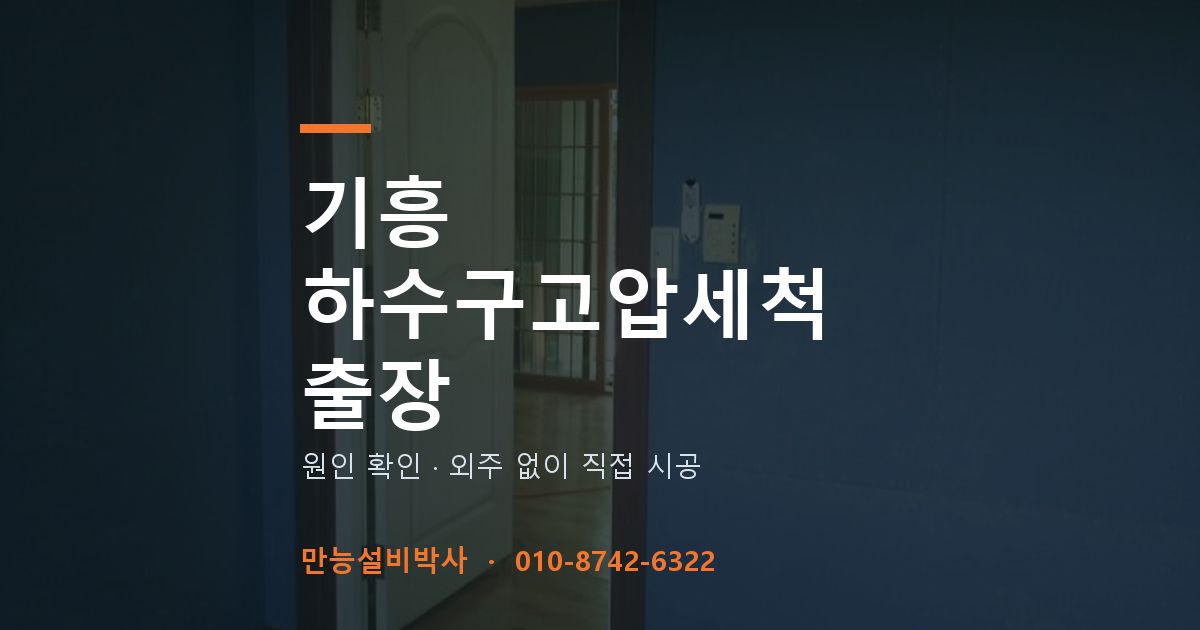 기흥
하수구고압세척
출장
원인 확인 · 외주 없이 직접 시공
만능설비박사 · 010-8742-6322